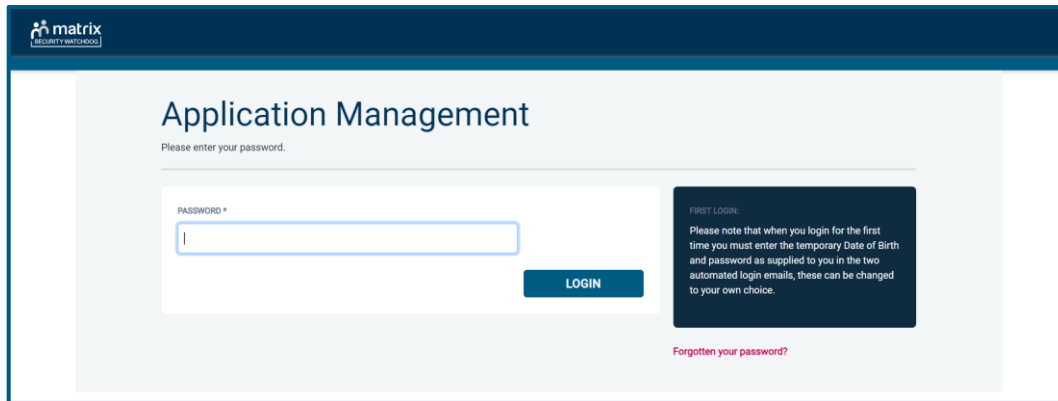 matrix
SECURITY WATCHDOG
Application Management
Please enter your password.
PASSWORD *
LOGIN
FIRST LOGIN:
Please note that when you login for the first
time you must enter the temporary Date of Birth
and password as supplied to you in the two
automated login emails, these can be changed
to your own choice.
Forgotten your password?